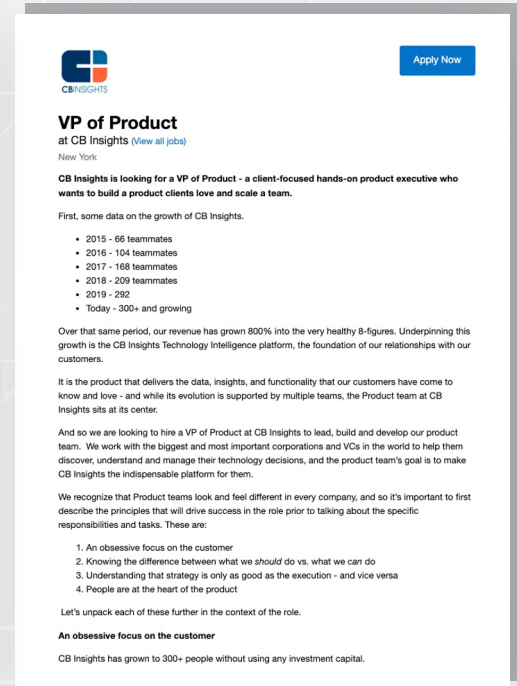 CBINSIGHTS
Apply Now
VP of Product
at CB Insights (View all jobs)
New York
CB Insights is looking for a VP of Product - a client-focused hands-on product executive who
wants to build a product clients love and scale a team.
First, some data on the growth of CB Insights.
• 2015 - 66 teammates
• 2016 - 104 teammates
• 2017 - 168 teammates
• 2018 - 209 teammates
• 2019 - 292
• Today - 300+ and growing
Over that same period, our revenue has grown 800% into the very healthy 8-figures. Underpinning this
growth is the CB Insights Technology Intelligence platform, the foundation of our relationships with our
customers.
It is the product that delivers the data, insights, and functionality that our customers have come to
know and love - and while its evolution is supported by multiple teams, the Product team at CB
Insights sits at its center.
And so we are looking to hire a VP of Product at CB Insights to lead, build and develop our product
team. We work with the biggest and most important corporations and VCs in the world to help them
discover, understand and manage their technology decisions, and the product team's goal is to make
CB Insights the indispensable platform for them.
We recognize that Product teams look and feel different in every company, and so it's important to first
describe the principles that will drive success in the role prior to talking about the specific
responsibilities and tasks. These are:
1. An obsessive focus on the customer
2. Knowing the difference between what we should do vs. what we can do
3. Understanding that strategy is only as good as the execution - and vice versa
4. People are at the heart of the product
Let's unpack each of these further in the context of the role.
An obsessive focus on the customer
CB Insights has grown to 300+ people without using any investment capital.